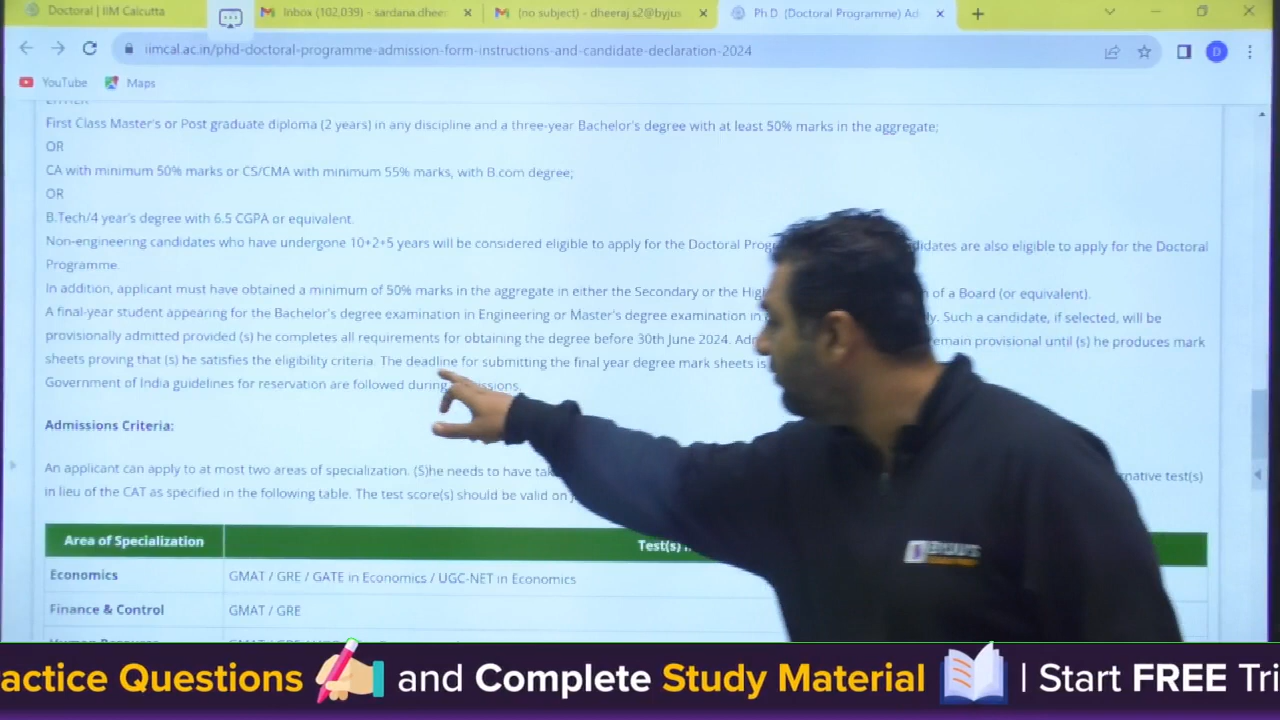 Doctoral | IIM Calcutta
Inbox (102,039) - sardana.dhee
(no subject) - dheeraj s2@byjus
Ph D (Doctoral Programme) Ad
iimcal.ac.in/phd-doctoral-programme-admission-form-instructions-and-candidate-declaration-2024
D
YouTube
Maps
First Class Master's or Post graduate diploma (2 years) in any discipline and a three-year Bachelor's degree with at least 50% marks in the aggregate;
OR
CA with minimum 50% marks or CS/CMA with minimum 55% marks, with B.com degree;
OR
B.Tech/4 year's degree with 6.5 CGPA or equivalent.
Non-engineering candidates who have undergone 10+2+5 years will be considered eligible to apply for the Doctoral Prog didates are also eligible to apply for the Doctoral
Programme.
In addition, applicant must have obtained a minimum of 50% marks in the aggregate in either the Secondary or the Hig n of a Board (or equivalent).
A final-year student appearing for the Bachelor's degree examination in Engineering or Master's degree examination in ly. Such a candidate, if selected, will be
provisionally admitted provided (s) he completes all requirements for obtaining the degree before 30th June 2024. Ad remain provisional until (s) he produces mark
sheets proving that (s) he satisfies the eligibility criteria. The deadline for submitting the final year degree mark sheets is
Government of India guidelines for reservation are followed during ssions.
Admissions Criteria:
An applicant can apply to at most two areas of specialization. (S)he needs to have tak native test(s)
in lieu of the CAT as specified in the following table. The test score(s) should be valid on
Area of Specialization Test(s)
Economics GMAT / GRE / GATE in Economics / UGC-NET in Economics
Finance & Control GMAT / GRE
actice Questions and Complete Study Material | Start FREE Tri